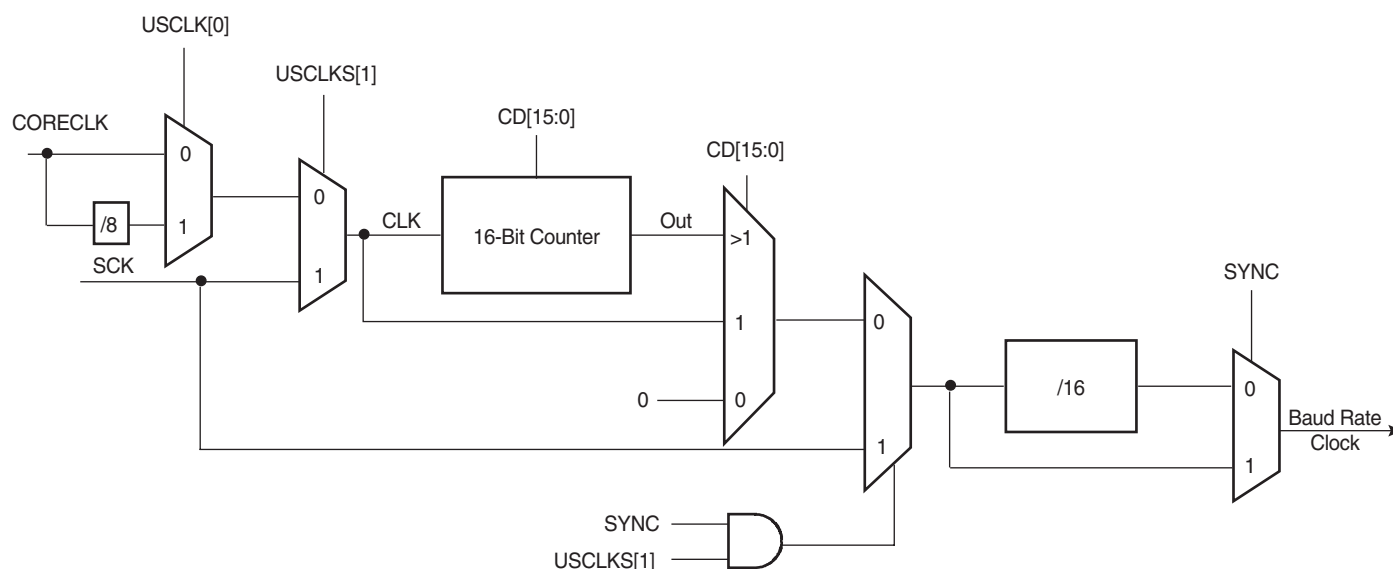 USCLK[0]
USCLKS[1]
CD[15:0]
CD[15:0]
CORECLK
0
/8
1
SCK
0
1
CLK
16-Bit Counter
Out
>1
1
0
0
0
1
SYNC
USCLKS[1]
/16
SYNC
0
1
Baud Rate
Clock